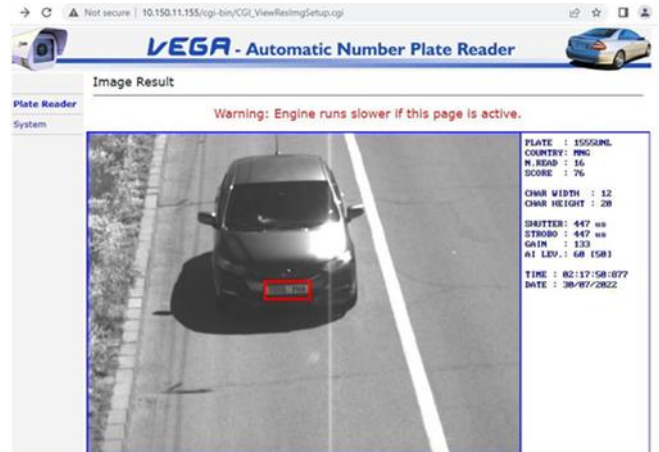 Not secure | 10.150.11.155/cgi-bin/CGI_ViewResImgSetup.cgi
VEGA - Automatic Number Plate Reader
Image Result
Plate Reader
System
Warning: Engine runs slower if this page is active.
PLATE : 1555UNL
COUNTRY: MNG
N.READ : 16
SCORE : 76
CHAR WIDTH : 12
CHAR HEIGHT : 20
SHUTTER: 447 us
STROBO : 447 us
GAIN : 133
AI LEV.: 60 [50]
TIME : 02:17:50:877
DATE : 30/07/2022